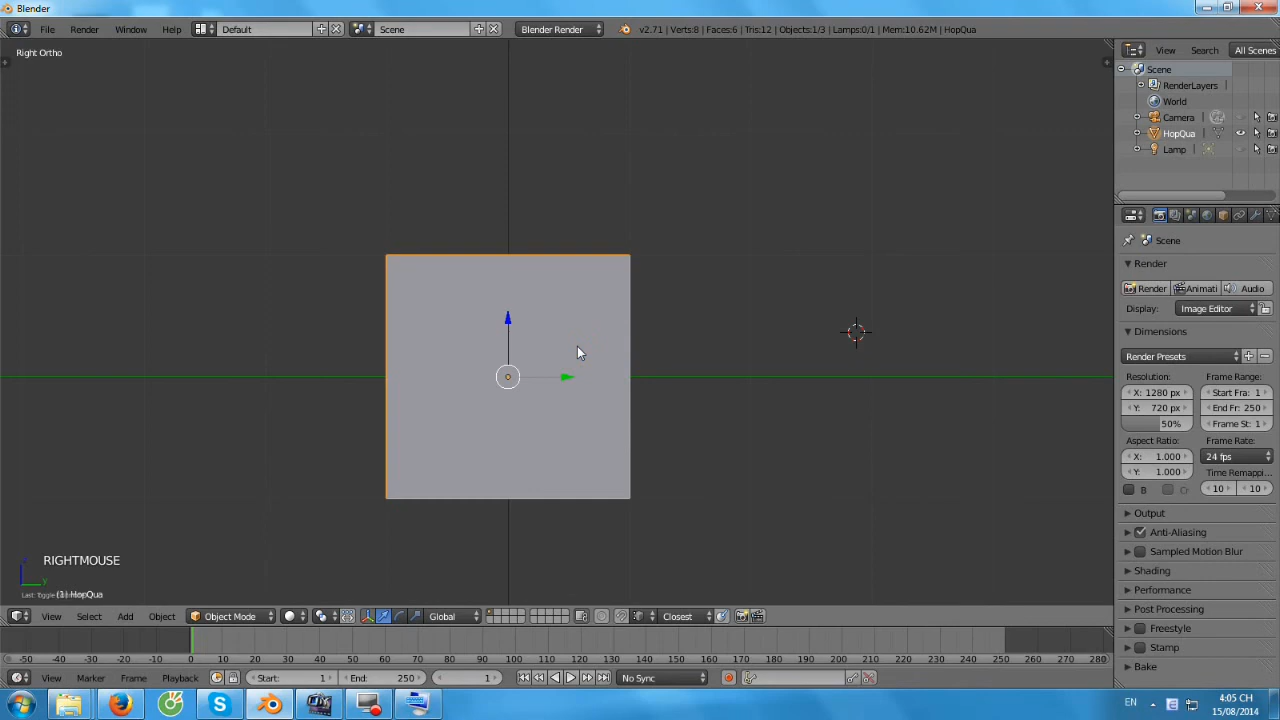 Blender
File Render Window Help Default Scene Blender Render v2.71 | Verts:8 | Faces:6 | Tris:12 | Objects:1/3 | Lamps:0/1 | Mem:10.62M | HopQua
View Search All Scenes
Right Ortho
Scene
RenderLayers
World
Camera
HopQua
Lamp
Scene
Render
Render Animati Audio
Display: Image Editor
Dimensions
Render Presets
Resolution: Frame Range:
X: 1280 px Start Fra: 1
Y: 720 px End Fr: 250
50% Frame St: 1
Aspect Ratio: Frame Rate:
X: 1.000 24 fps
Y: 1.000 Time Remappi...
B 10 10
Output
Anti-Aliasing
Sampled Motion Blur
Shading
Performance
Post Processing
Freestyle
Stamp
Bake
RIGHTMOUSE
y
(1) HopQua
View Select Add Object Object Mode Global Closest
-50 -40 -30 -20 -10 0 10 20 30 40 50 60 70 80 90 100 110 120 130 140 150 160 170 180 190 200 210 220 230 240 250 260 270 280
View Marker Frame Playback Start: 1 End: 250 1 No Sync
EN 4:05 CH
15/08/2014